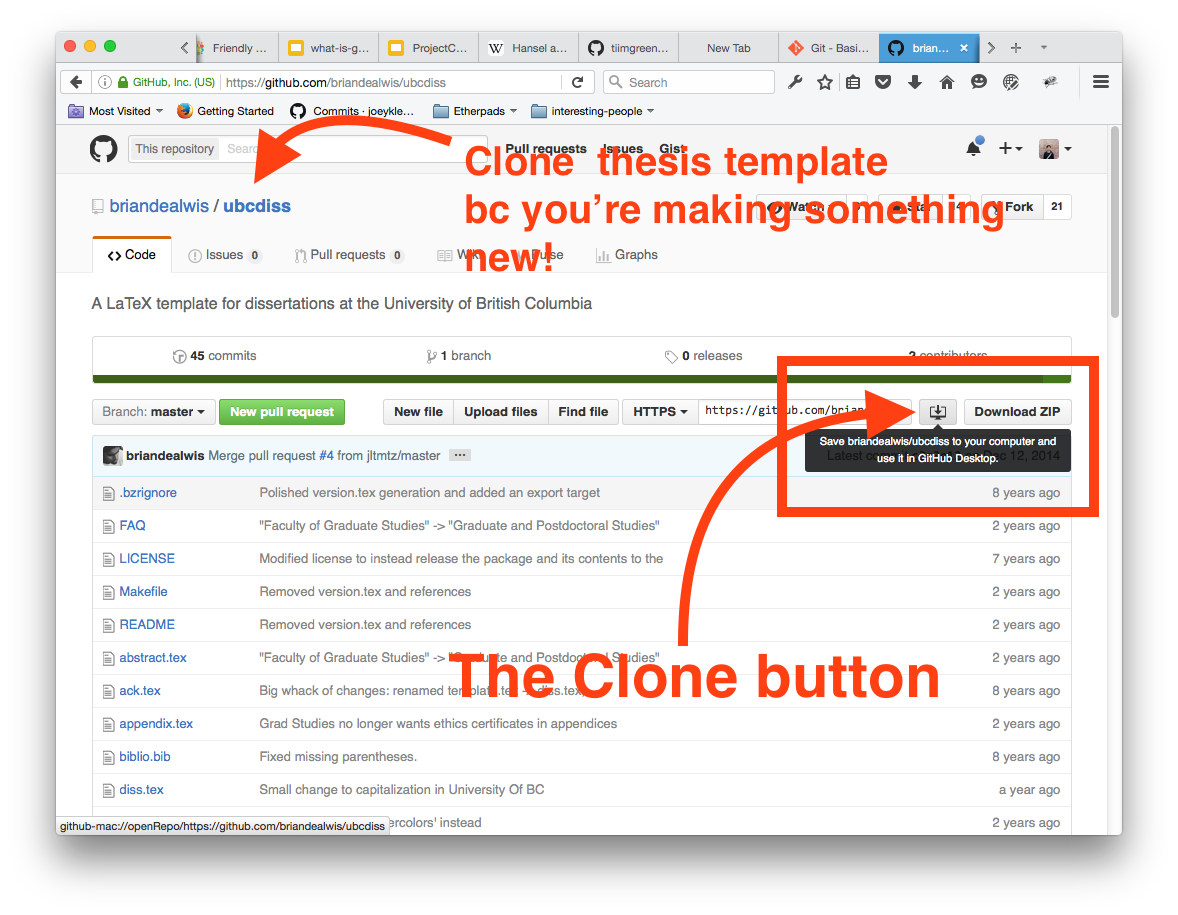 Friendly ...
what-is-g...
ProjectC...
W Hansel a...
tiimgreen...
New Tab
Git - Basi...
brian...
GitHub, Inc. (US)
https://github.com/briandealwis/ubcdiss
Search
Most Visited
Getting Started
Commits · joeykle...
Etherpads
interesting-people
This repository
Search
Pull requests
Issues
Gist
Clone thesis template
bc you're making something
new!
briandealwis / ubcdiss
Watch
Star
Fork
21
Code
Issues 0
Pull requests 0
Wiki
Pulse
Graphs
A LaTeX template for dissertations at the University of British Columbia
45 commits
1 branch
0 releases
2 contributors
Branch: master
New pull request
New file
Upload files
Find file
HTTPS
https://github.com/brian
Download ZIP
Save briandealwis/ubcdiss to your computer and
use it in GitHub Desktop.
briandealwis Merge pull request #4 from jltmtz/master ...
Dec 12, 2014
.bzrignore Polished version.tex generation and added an export target 8 years ago
FAQ "Faculty of Graduate Studies" -> "Graduate and Postdoctoral Studies" 2 years ago
LICENSE Modified license to instead release the package and its contents to the 7 years ago
Makefile Removed version.tex and references 2 years ago
README Removed version.tex and references 2 years ago
abstract.tex "Faculty of Graduate Studies" -> "Graduate and Postdoctoral Studies" 2 years ago
The Clone button
ack.tex Big whack of changes: renamed template.tex -> diss.tex, 8 years ago
appendix.tex Grad Studies no longer wants ethics certificates in appendices 2 years ago
biblio.bib Fixed missing parentheses. 8 years ago
diss.tex Small change to capitalization in University Of BC a year ago
ercolors' instead 2 years ago
github-mac://openRepo/https://github.com/briandealwis/ubcdiss